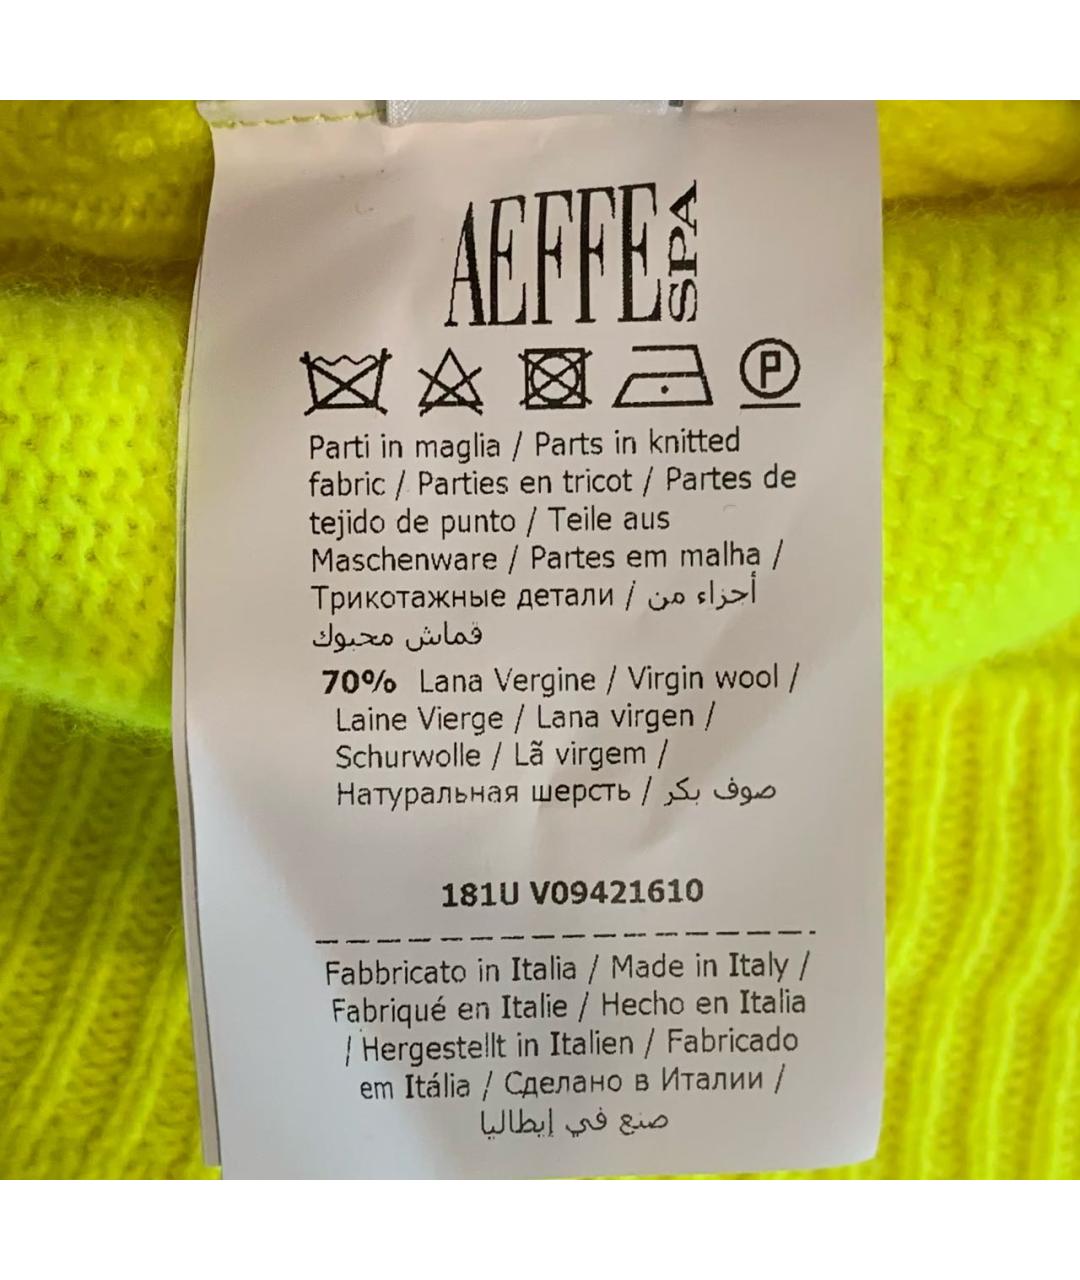 AEFFE SPA
P
Parti in maglia / Parts in knitted
fabric / Parties en tricot / Partes de
tejido de punto / Teile aus
Maschenware / Partes em malha /
Трикотажные детали / أجزاء من
قماش محبوك
70% Lana Vergine / Virgin wool /
Laine Vierge / Lana virgen /
Schurwolle / Lã virgem /
Натуральная шерсть / صوف بكر
181U V09421610
Fabbricato in Italia / Made in Italy /
Fabriqué en Italie / Hecho en Italia
/ Hergestellt in Italien / Fabricado
em Itália / Сделано в Италии /
صنع في إيطاليا